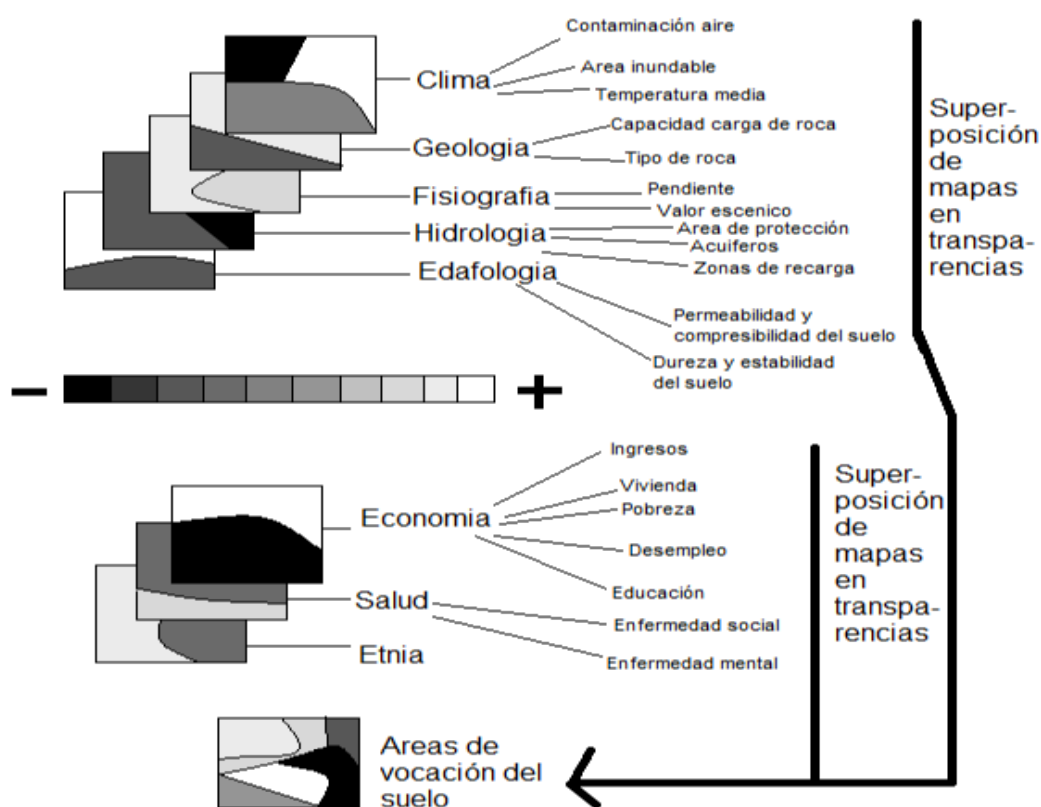 Contaminación aire
Clima
Area inundable
Temperatura media
Capacidad carga de roca
Geologia
Tipo de roca
Fisiografia
Pendiente
Valor escenico
Hidrologia
Area de protección
Acuiferos
Zonas de recarga
Edafologia
Permeabilidad y
compresibilidad del suelo
Dureza y estabilidad
del suelo
Super-
posición
de
mapas
en
transpa-
rencias
- +
Ingresos
Economia
Vivienda
Pobreza
Desempleo
Educación
Salud
Enfermedad social
Enfermedad mental
Etnia
Super-
posición
de
mapas
en
transpa-
rencias
Areas de
vocación del
suelo